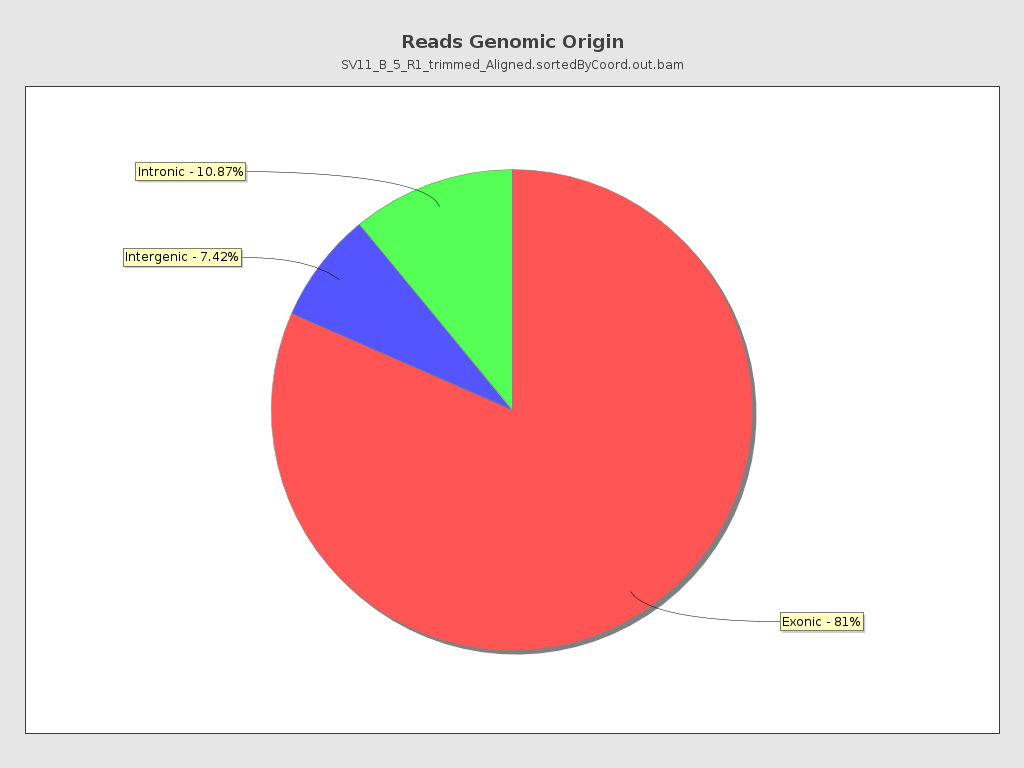 Reads Genomic Origin
SV11_B_5_R1_trimmed_Aligned.sortedByCoord.out.bam
Intronic - 10.87%
Intergenic - 7.42%
Exonic - 81%